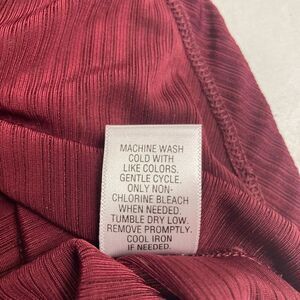 MACHINE WASH
COLD WITH
LIKE COLORS.
GENTLE CYCLE.
ONLY NON-
CHLORINE BLEACH
WHEN NEEDED.
TUMBLE DRY LOW.
REMOVE PROMPTLY.
COOL IRON
IF NEEDED.